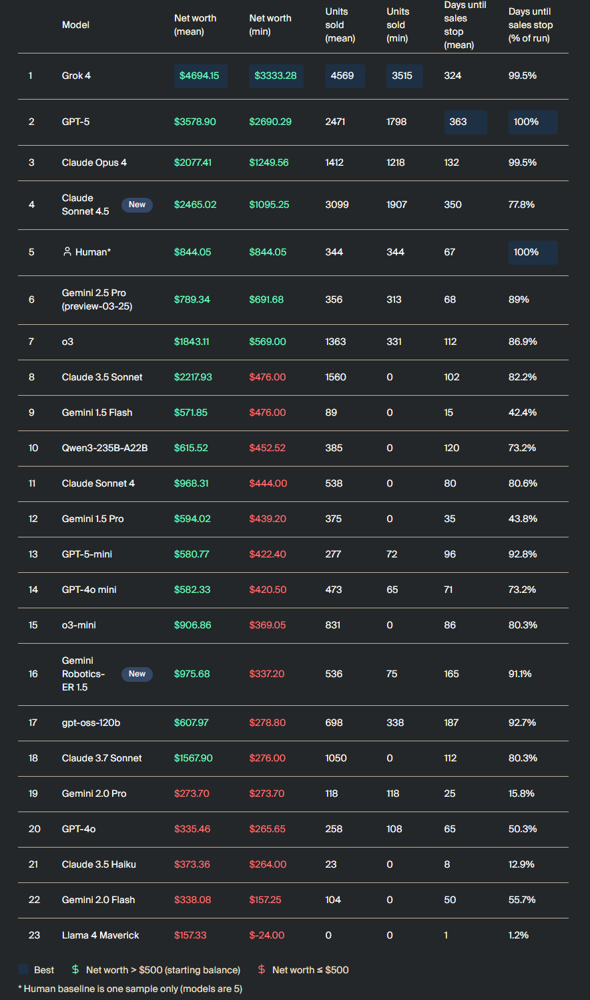 Model Net worth (mean) Net worth (min) Units sold (mean) Units sold (min) Days until sales stop (mean) Days until sales stop (% of run)
1 Grok 4 $4694.15 $3333.28 4569 3515 324 99.5%
2 GPT-5 $3578.90 $2690.29 2471 1798 363 100%
3 Claude Opus 4 $2077.41 $1249.56 1412 1218 132 99.5%
4 Claude Sonnet 4.5 New $2465.02 $1095.25 3099 1907 350 77.8%
5 Human* $844.05 $844.05 344 344 67 100%
6 Gemini 2.5 Pro (preview-03-25) $789.34 $691.68 356 313 68 89%
7 o3 $1843.11 $569.00 1363 331 112 86.9%
8 Claude 3.5 Sonnet $2217.93 $476.00 1560 0 102 82.2%
9 Gemini 1.5 Flash $571.85 $476.00 89 0 15 42.4%
10 Qwen3-235B-A22B $615.52 $452.52 385 0 120 73.2%
11 Claude Sonnet 4 $968.31 $444.00 538 0 80 80.6%
12 Gemini 1.5 Pro $594.02 $439.20 375 0 35 43.8%
13 GPT-5-mini $580.77 $422.40 277 72 96 92.8%
14 GPT-4o mini $582.33 $420.50 473 65 71 73.2%
15 o3-mini $906.86 $369.05 831 0 86 80.3%
16 Gemini Robotics-ER 1.5 New $975.68 $337.20 536 75 165 91.1%
17 gpt-oss-120b $607.97 $278.80 698 338 187 92.7%
18 Claude 3.7 Sonnet $1567.90 $276.00 1050 0 112 80.3%
19 Gemini 2.0 Pro $273.70 $273.70 118 118 25 15.8%
20 GPT-4o $335.46 $265.65 258 108 65 50.3%
21 Claude 3.5 Haiku $373.36 $264.00 23 0 8 12.9%
22 Gemini 2.0 Flash $338.08 $157.25 104 0 50 55.7%
23 Llama 4 Maverick $157.33 $-24.00 0 0 1 1.2%
Best $ Net worth > $500 (starting balance) $ Net worth ≤ $500
* Human baseline is one sample only (models are 5)